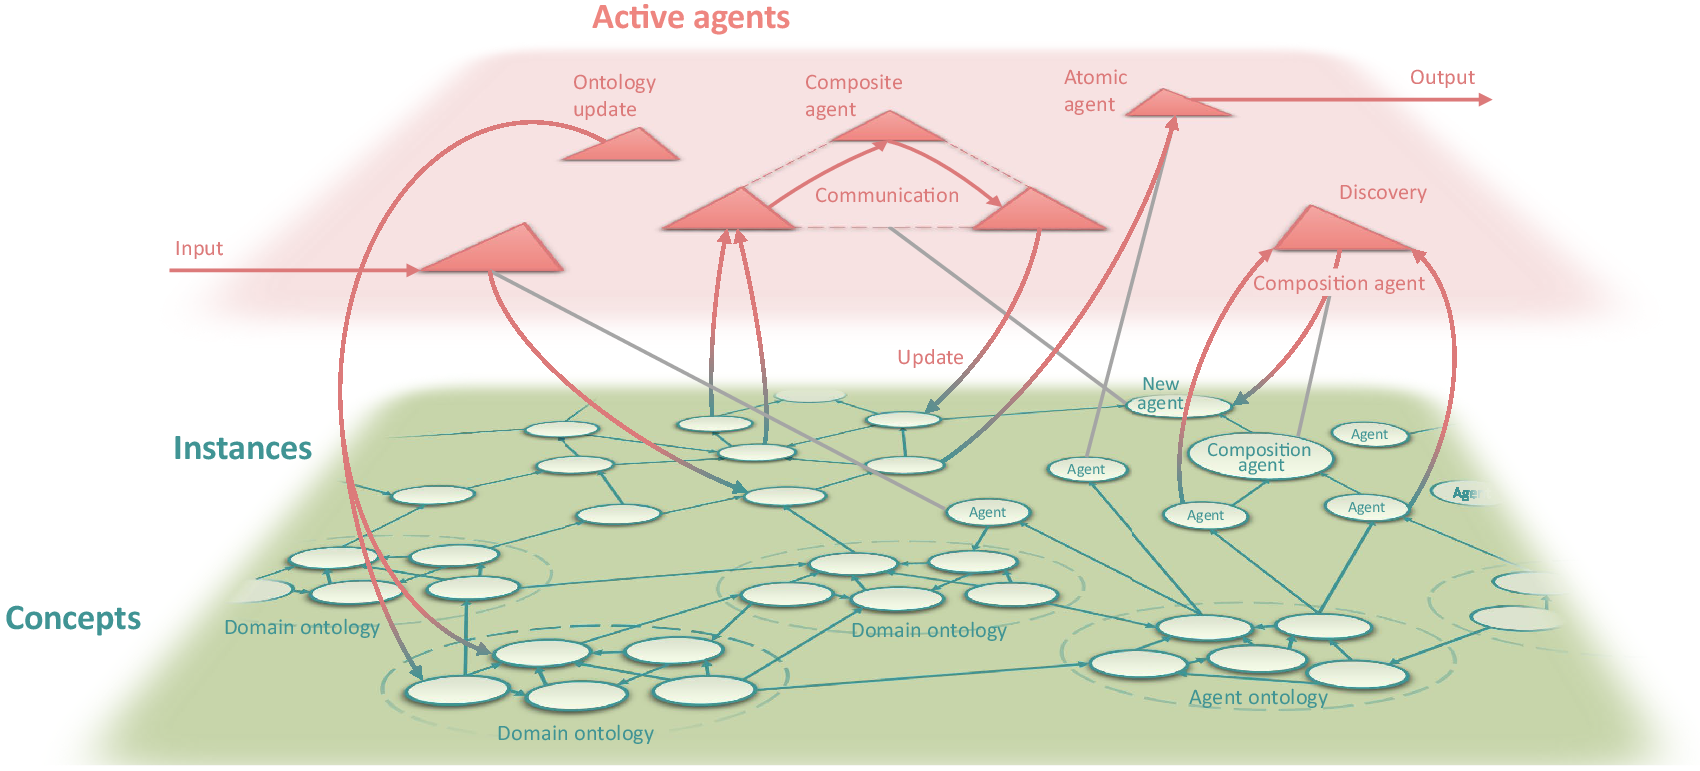 Active agents
Ontology
update
Composite
agent
Atomic
agent
Output
Communication
Discovery
Input
Composition agent
Update
New
agent
Instances
Agent
Composition
agent
Agent
Agent
Agent
Agent
Agent
Concepts
Domain ontology
Domain ontology
Agent ontology
Domain ontology